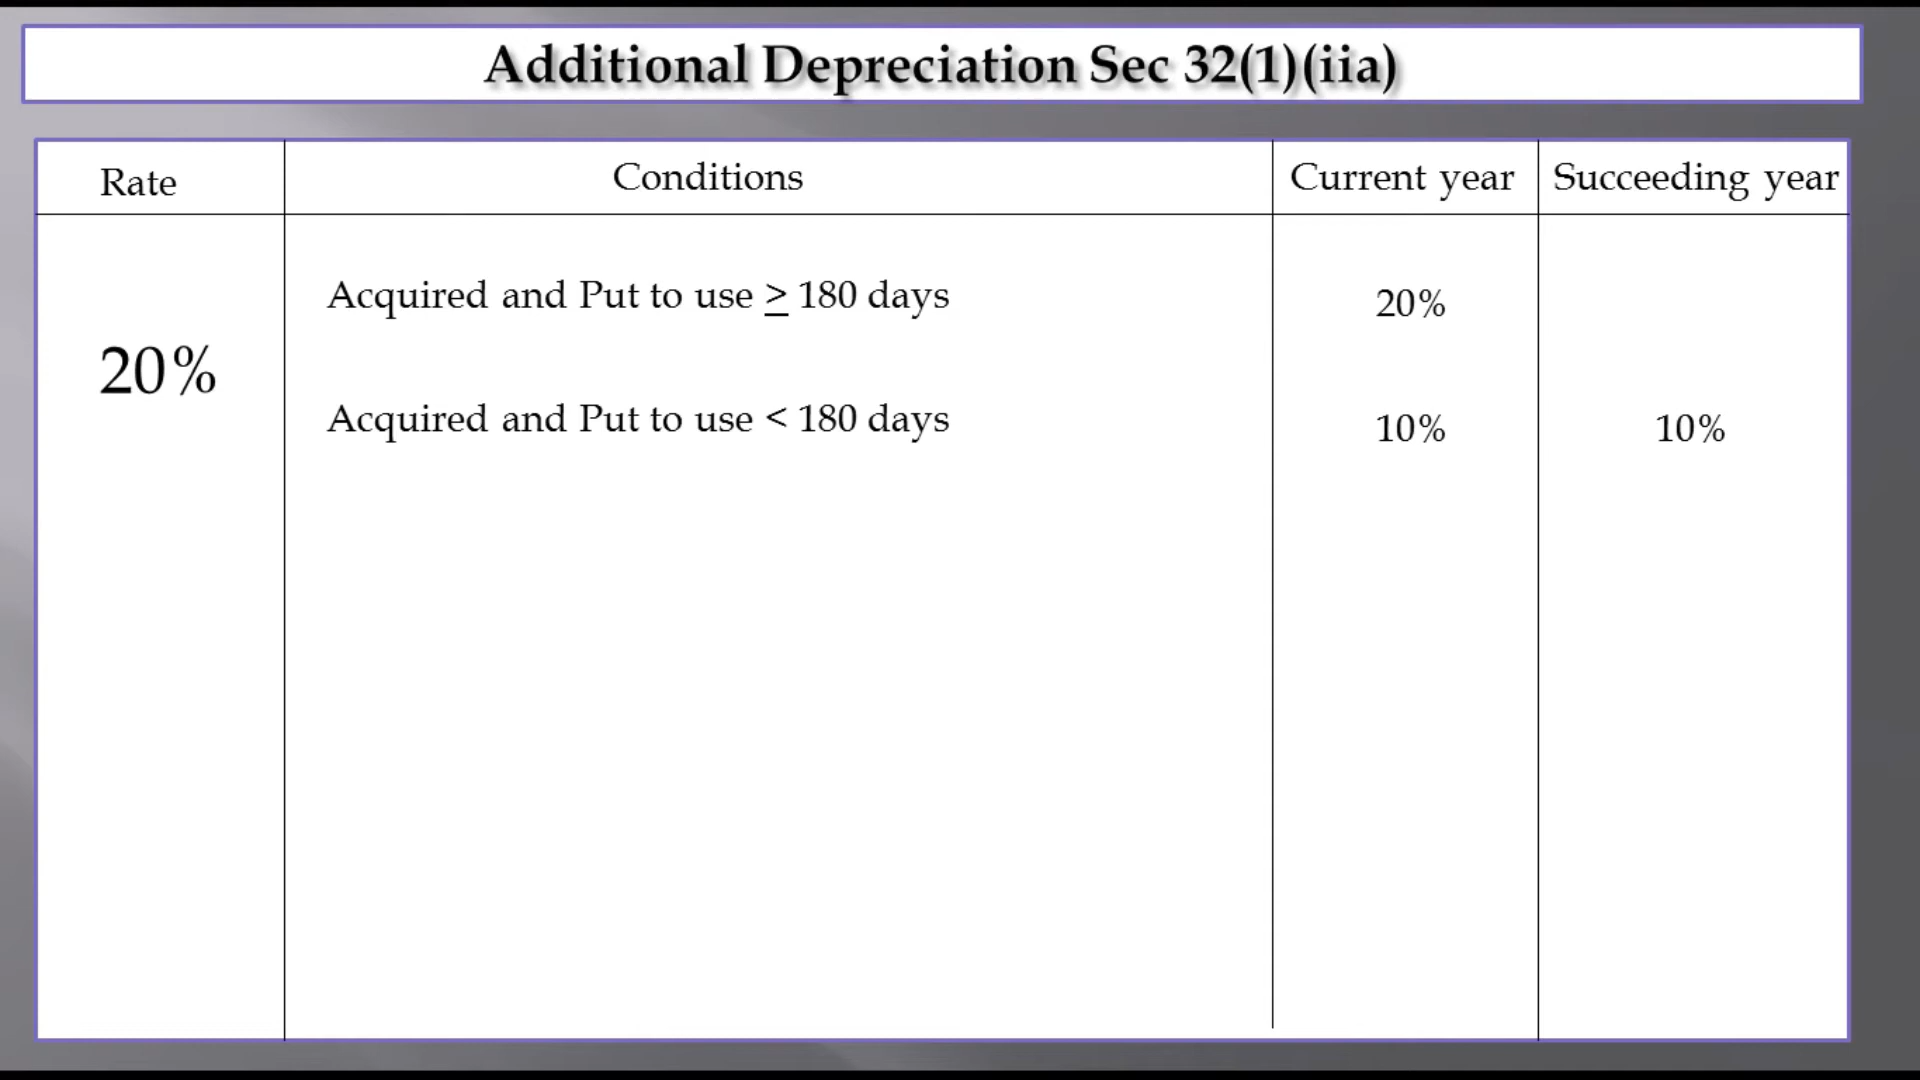 Additional Depreciation Sec 32(1)(iia)
Rate Conditions Current year Succeeding year
Acquired and Put to use ≥ 180 days 20%
20%
Acquired and Put to use < 180 days 10% 10%